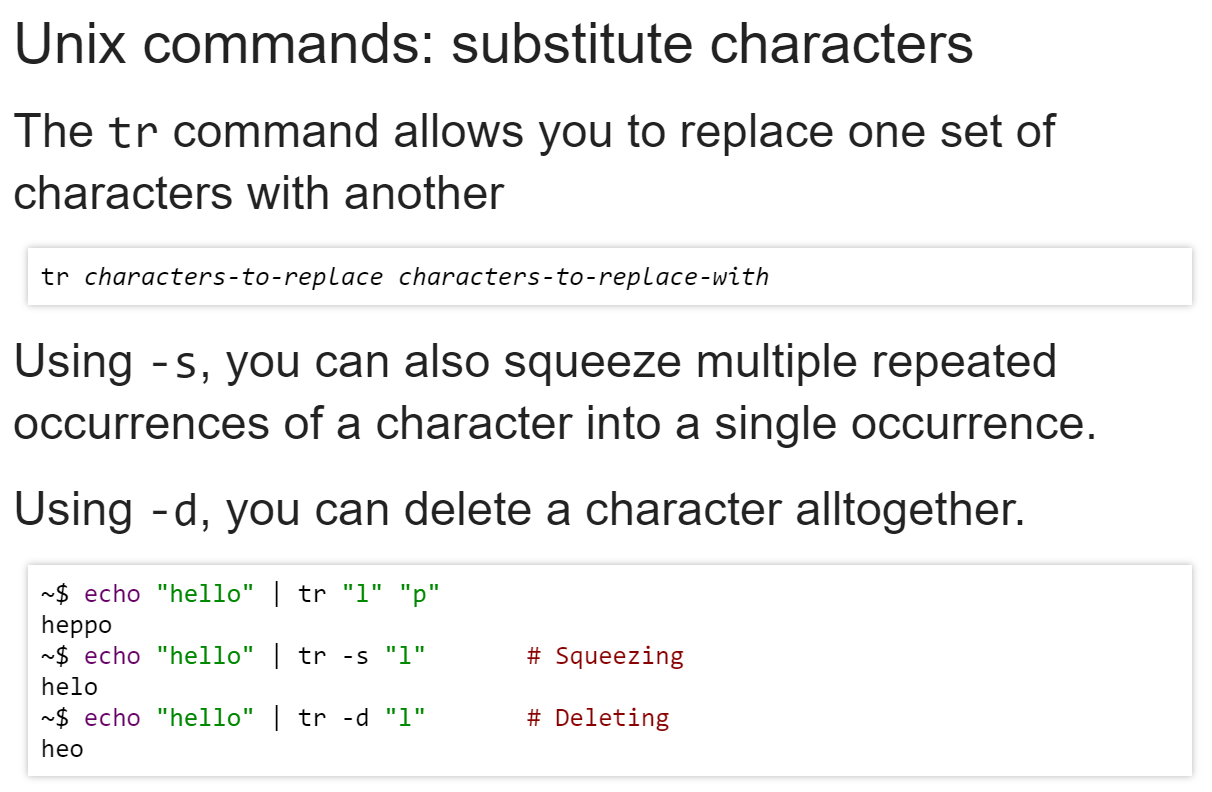 Unix commands: substitute characters
The tr command allows you to replace one set of
characters with another
tr characters-to-replace characters-to-replace-with
Using -s, you can also squeeze multiple repeated
occurrences of a character into a single occurrence.
Using -d, you can delete a character alltogether.
~$ echo "hello" | tr "l" "p"
heppo
~$ echo "hello" | tr -s "l"       # Squeezing
helo
~$ echo "hello" | tr -d "l"       # Deleting
heo